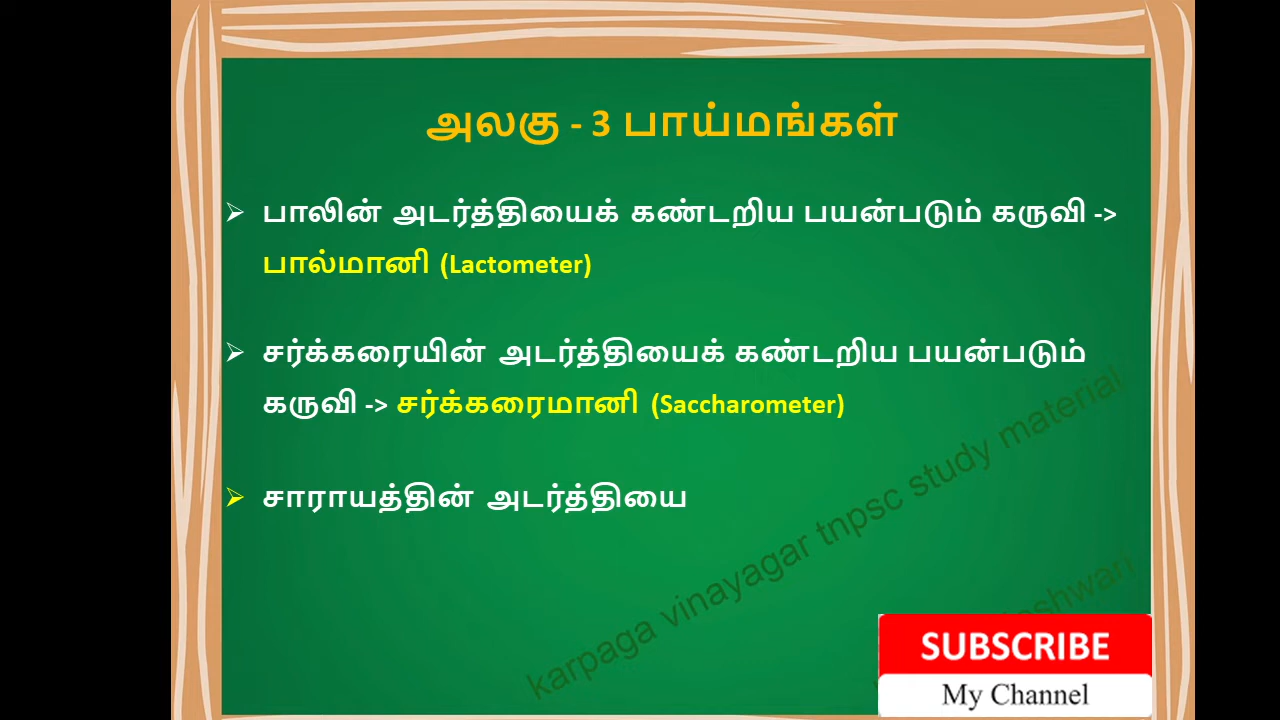 அலகு - 3 பாய்மங்கள்
பாலின் அடர்த்தியைக் கண்டறிய பயன்படும் கருவி ->
பால்மானி (Lactometer)
சர்க்கரையின் அடர்த்தியைக் கண்டறிய பயன்படும்
கருவி -> சர்க்கரைமானி (Saccharometer)
சாராயத்தின் அடர்த்தியை
karpaga vinayagar tnpsc study material
SUBSCRIBE
My Channel